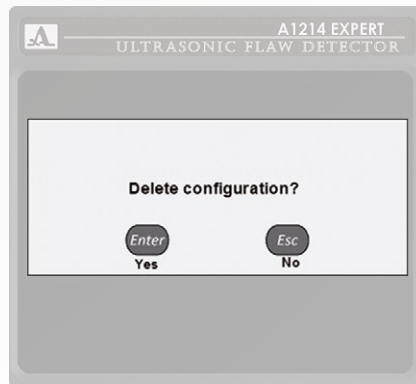 A1214 EXPERT
ULTRASONIC FLAW DETECTOR
Delete configuration?
Enter
Esc
Yes
No